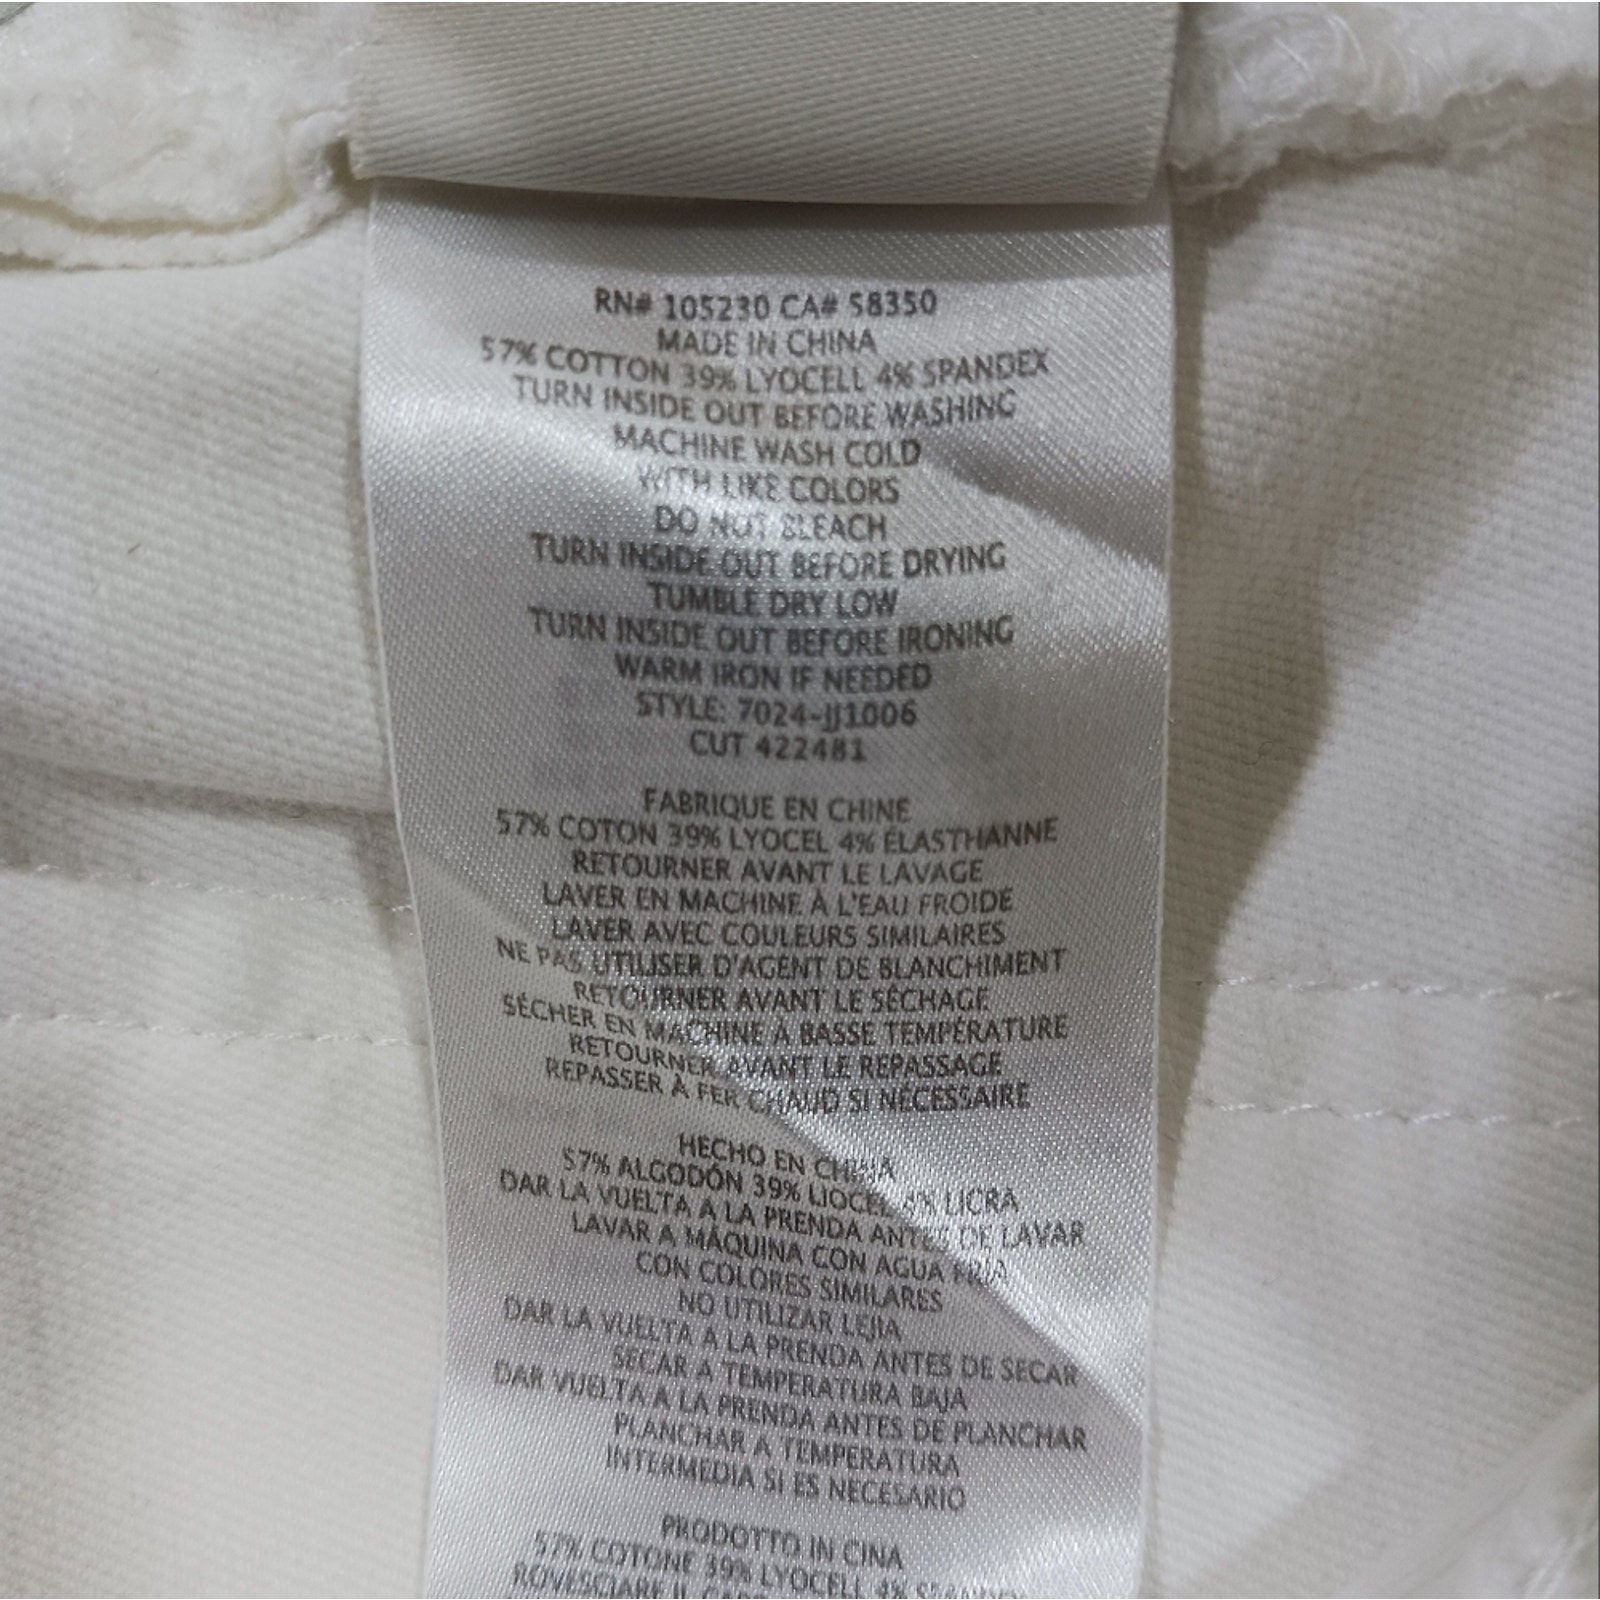 RN# 105230 CA# 58350
MADE IN CHINA
57% COTTON 39% LYOCELL 4% SPANDEX
TURN INSIDE OUT BEFORE WASHING
MACHINE WASH COLD
WITH LIKE COLORS
DO NOT BLEACH
TURN INSIDE OUT BEFORE DRYING
TUMBLE DRY LOW
TURN INSIDE OUT BEFORE IRONING
WARM IRON IF NEEDED
STYLE: 7024-JJ1006
CUT 422481
FABRIQUE EN CHINE
57% COTON 39% LYOCEL 4% ÉLASTHANNE
RETOURNER AVANT LE LAVAGE
LAVER EN MACHINE À L'EAU FROIDE
LAVER AVEC COULEURS SIMILAIRES
NE PAS UTILISER D'AGENT DE BLANCHIMENT
RETOURNER AVANT LE SÉCHAGE
SÉCHER EN MACHINE À BASSE TEMPÉRATURE
RETOURNER AVANT LE REPASSAGE
REPASSER À FER CHAUD SI NÉCESSAIRE
HECHO EN CHINA
57% ALGODÓN 39% LIOCEL 4% LICRA
DAR LA VUELTA A LA PRENDA ANTES DE LAVAR
LAVAR A MÁQUINA CON AGUA FRIA
CON COLORES SIMILARES
NO UTILIZAR LEJIA
DAR LA VUELTA A LA PRENDA ANTES DE SECAR
SECAR A TEMPERATURA BAJA
DAR VUELTA A LA PRENDA ANTES DE PLANCHAR
PLANCHAR A TEMPERATURA
INTERMEDIA SI ES NECESARIO
PRODOTTO IN CINA
57% COTONE 39% LYOCELL 4%
ROVESCIARE IL